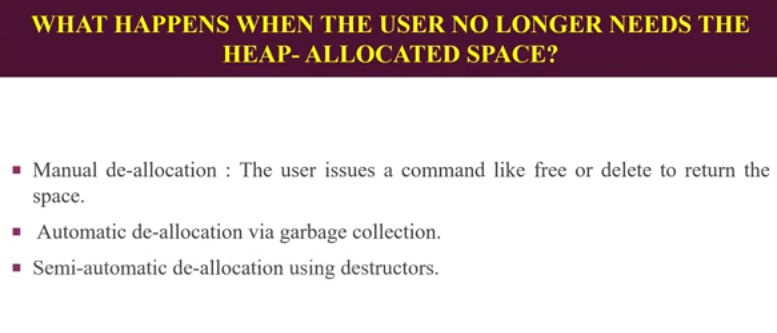 WHAT HAPPENS WHEN THE USER NO LONGER NEEDS THE
HEAP- ALLOCATED SPACE?
▪ Manual de-allocation : The user issues a command like free or delete to return the
space.
▪ Automatic de-allocation via garbage collection.
▪ Semi-automatic de-allocation using destructors.